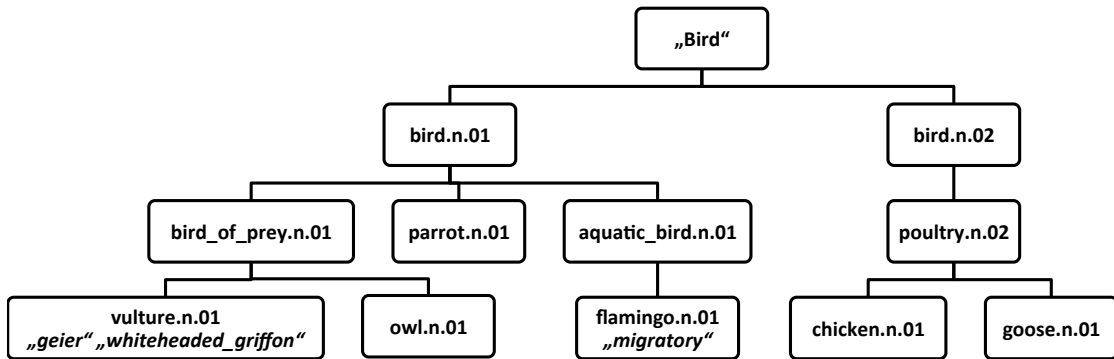 „Bird“
bird.n.01
bird.n.02
bird_of_prey.n.01
parrot.n.01
aquatic_bird.n.01
poultry.n.02
vulture.n.01
„geier“ „whiteheaded_griffon“
owl.n.01
flamingo.n.01
„migratory“
chicken.n.01
goose.n.01